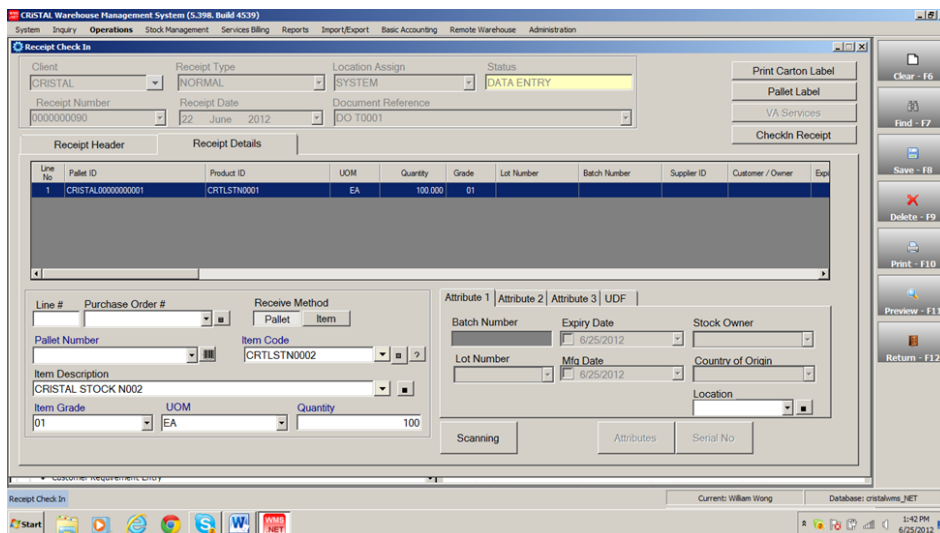 CRiSTAL Warehouse Management System (5.398. Build 4539)
System Inquiry Operations Stock Management Services Billing Reports Import/Export Basic Accounting Remote Warehouse Administration
Receipt Check In
Client Receipt Type Location Assign Status
CRISTAL NORMAL SYSTEM DATA ENTRY
Receipt Number Receipt Date Document Reference
0000000090 22 June 2012 DO T0001
Print Carton Label
Pallet Label
VA Services
CheckIn Receipt
Receipt Header Receipt Details
Line No Pallet ID Product ID UOM Quantity Grade Lot Number Batch Number Supplier ID Customer / Owner Expi
1 CRISTAL00000000001 CRTLSTN0001 EA 100.000 01
Line # Purchase Order # Receive Method
Pallet Item
Pallet Number Item Code
CRTLSTN0002 ?
Item Description
CRISTAL STOCK N002
Item Grade UOM Quantity
01 EA 100
Attribute 1 Attribute 2 Attribute 3 UDF
Batch Number Expiry Date Stock Owner
6/25/2012
Lot Number Mfg Date Country of Origin
6/25/2012
Location
Scanning Attributes Serial No
Clear - F6
Find - F7
Save - F8
Delete - F9
Print - F10
Preview - F11
Return - F12
Customer Requirement Entry
Receipt Check In Current: William Wong Database: cristalwms_NET
Start WMS .NET 1:42 PM
6/25/2012